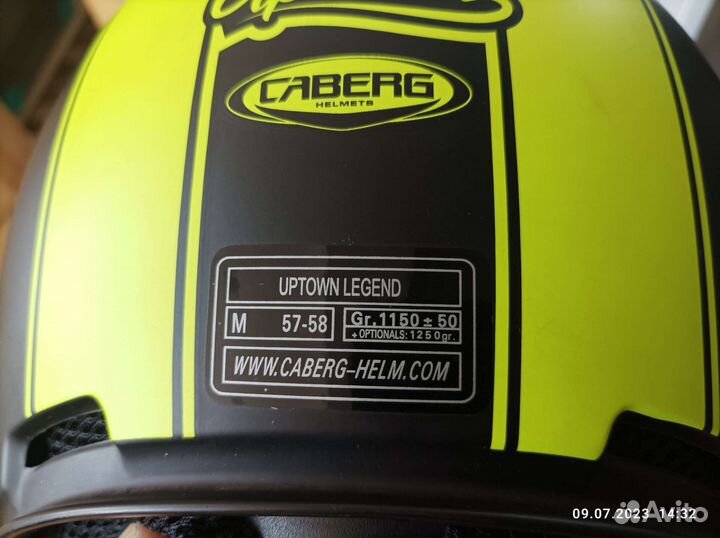 CABERG
HELMETS
UPTOWN LEGEND
M 57-58 Gr.1150±50
+OPTIONALS:1250gr.
WWW.CABERG-HELM.COM
09.07.2023 14:32
Avito